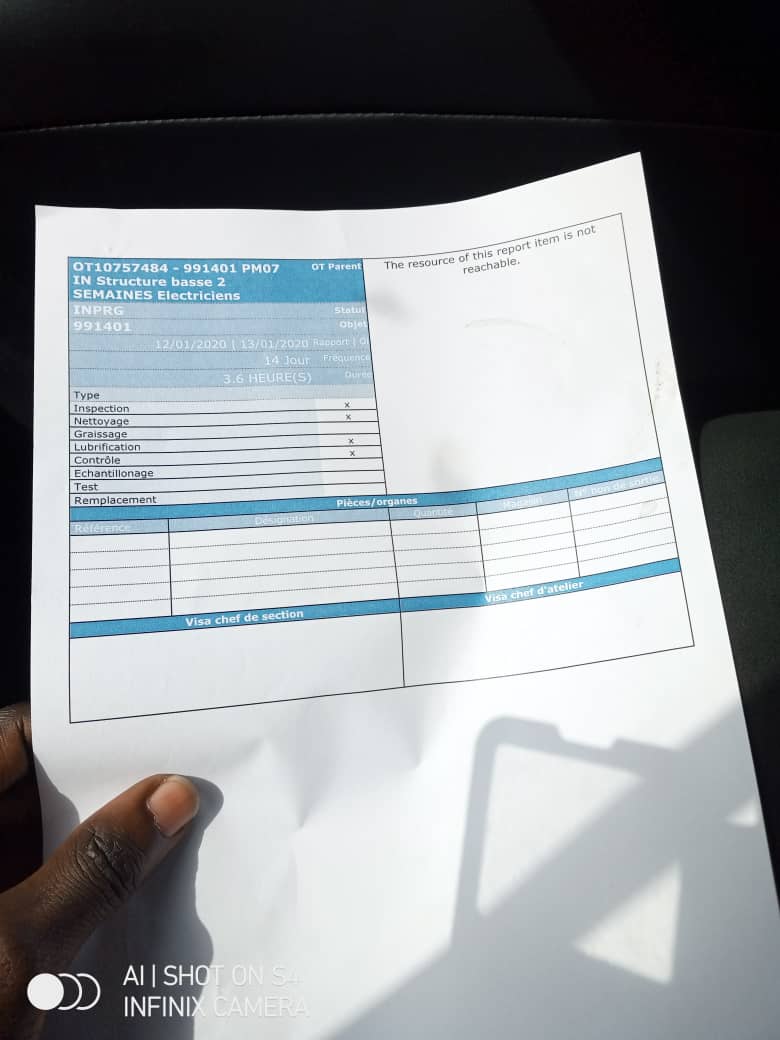 OT10757484 - 991401 PM07 OT Parent
IN Structure basse 2
SEMAINES Electriciens
INPRG Statut
991401 Objet
12/01/2020 | 13/01/2020 Rapport |
14 Jour Fréquence
3.6 HEURE(S) Durée
The resource of this report item is not
reachable.
Type
Inspection x
Nettoyage x
Graissage
Lubrification x
Contrôle x
Echantillonage
Test
Remplacement
Pièces/organes
Référence Désignation Quantité Magasin N° bon de sortie
Visa chef de section Visa chef d'atelier
AI | SHOT ON S4
INFINIX CAMERA